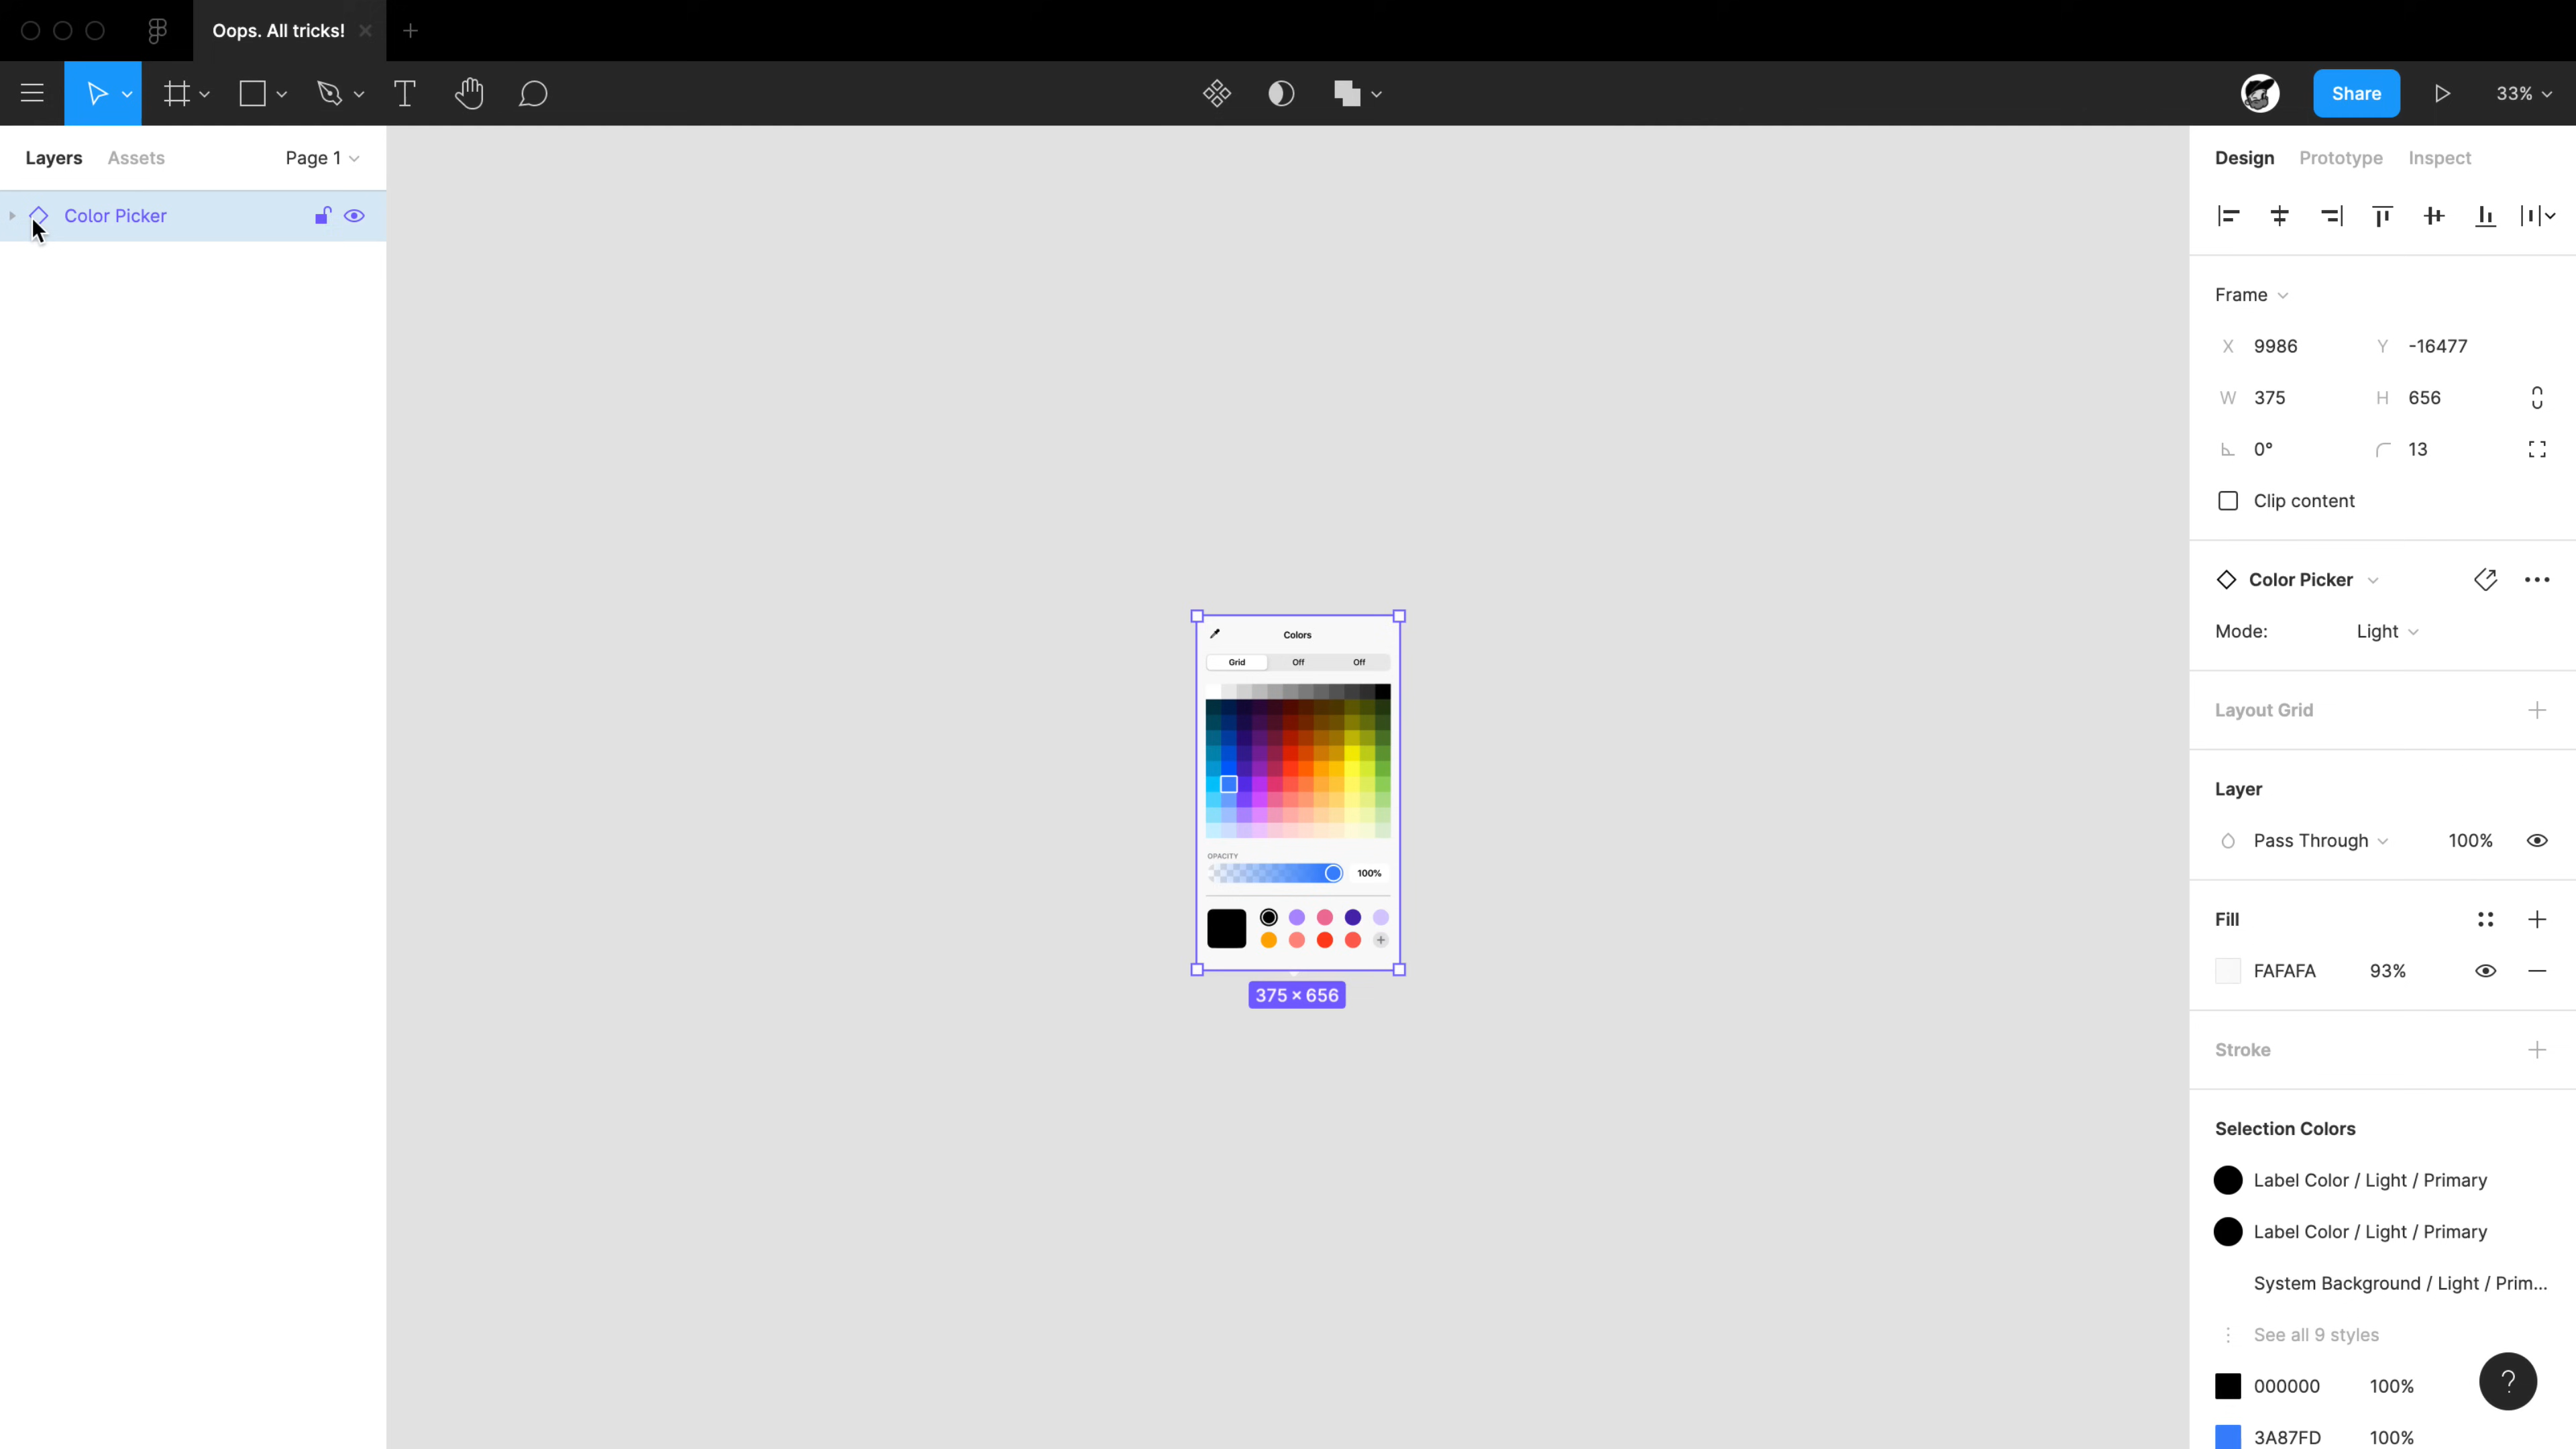 Oops. All tricks!
Share
33%
Layers
Assets
Page 1
Color Picker
Colors
Grid
Off
Off
OPACITY
100%
375 × 656
Design
Prototype
Inspect
Frame
X 9986
Y -16477
W 375
H 656
0°
13
Clip content
Color Picker
Mode:
Light
Layout Grid
Layer
Pass Through
100%
Fill
FAFAFA
93%
Stroke
Selection Colors
Label Color / Light / Primary
Label Color / Light / Primary
System Background / Light / Prim...
See all 9 styles
000000
100%
?
3A87FD
100%